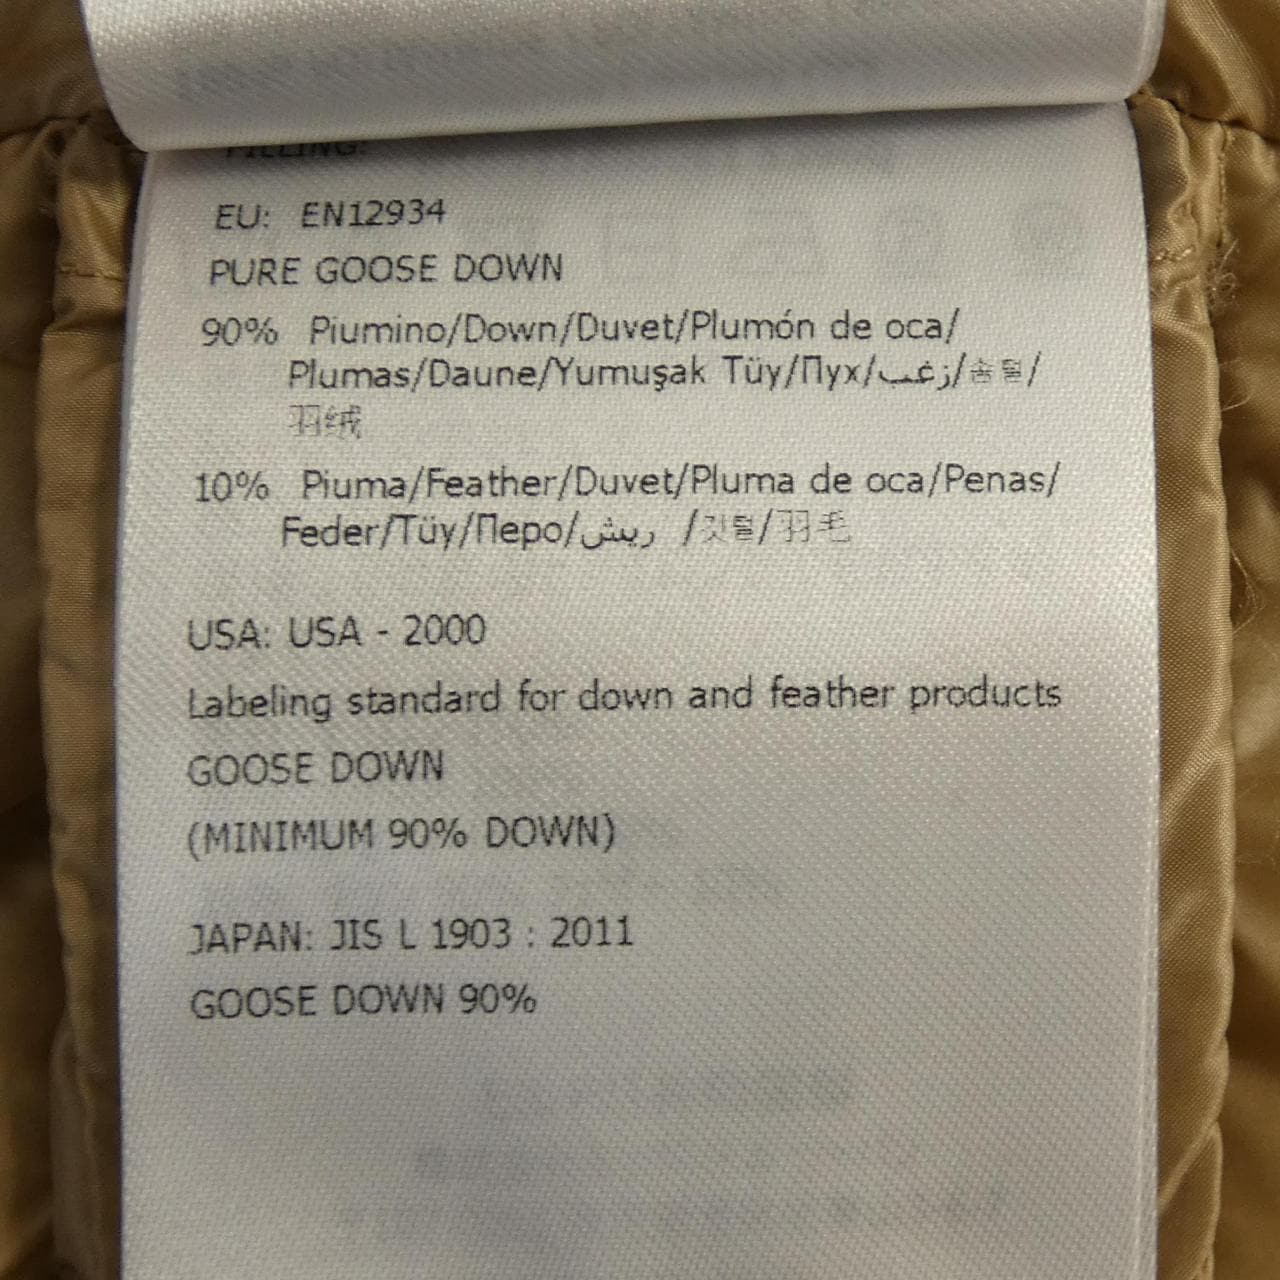 FILLING:
EU: EN12934
PURE GOOSE DOWN
90% Piumino/Down/Duvet/Plumón de oca/
Plumas/Daune/Yumuşak Tüy/Пух/زغب/솜털/
羽绒
10% Piuma/Feather/Duvet/Pluma de oca/Penas/
Feder/Tüy/Перо/ريش /깃털/羽毛
USA: USA - 2000
Labeling standard for down and feather products
GOOSE DOWN
(MINIMUM 90% DOWN)
JAPAN: JIS L 1903 : 2011
GOOSE DOWN 90%